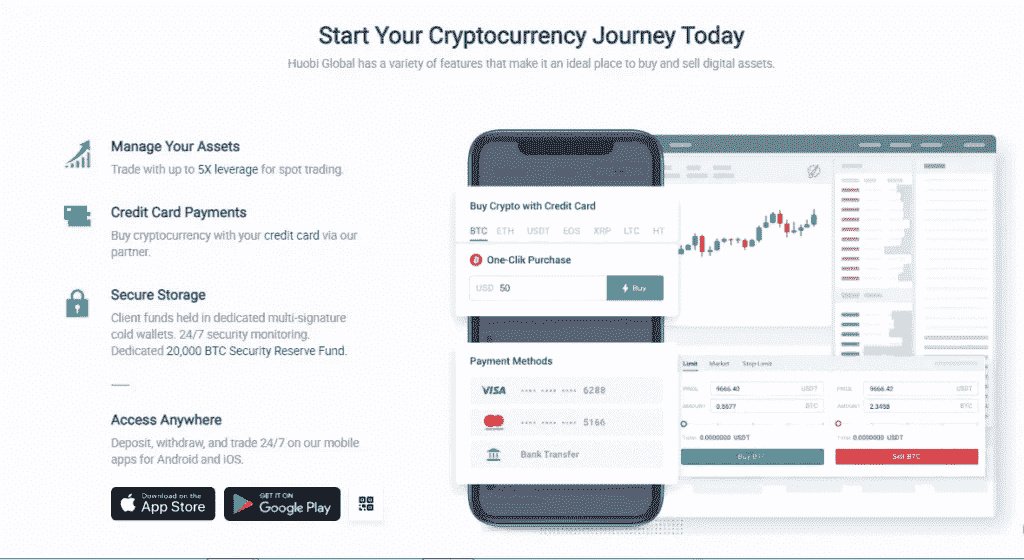 Start Your Cryptocurrency Journey Today
Huobi Global has a variety of features that make it an ideal place to buy and sell digital assets.
Manage Your Assets
Trade with up to 5X leverage for spot trading.
Credit Card Payments
Buy cryptocurrency with your credit card via our
partner.
Secure Storage
Client funds held in dedicated multi-signature
cold wallets. 24/7 security monitoring.
Dedicated 20,000 BTC Security Reserve Fund.
Access Anywhere
Deposit, withdraw, and trade 24/7 on our mobile
apps for Android and iOS.
Download on the
App Store
GET IT ON
Google Play
Buy Crypto with Credit Card
BTC ETH USDT EOS XRP LTC HT
One-Clik Purchase
USD 50
Buy
Payment Methods
VISA •••• •••• •••• 6288
•••• •••• •••• 5166
Bank Transfer
Limit Market Stop-Limit
PRICE 9666.40 USDT PRICE 9666.42 USDT
AMOUNT 0.8677 BTC AMOUNT 2.3468 BTC
Total 0.0000000 USDT Total 0.0000000 USDT
Buy BTC Sell BTC